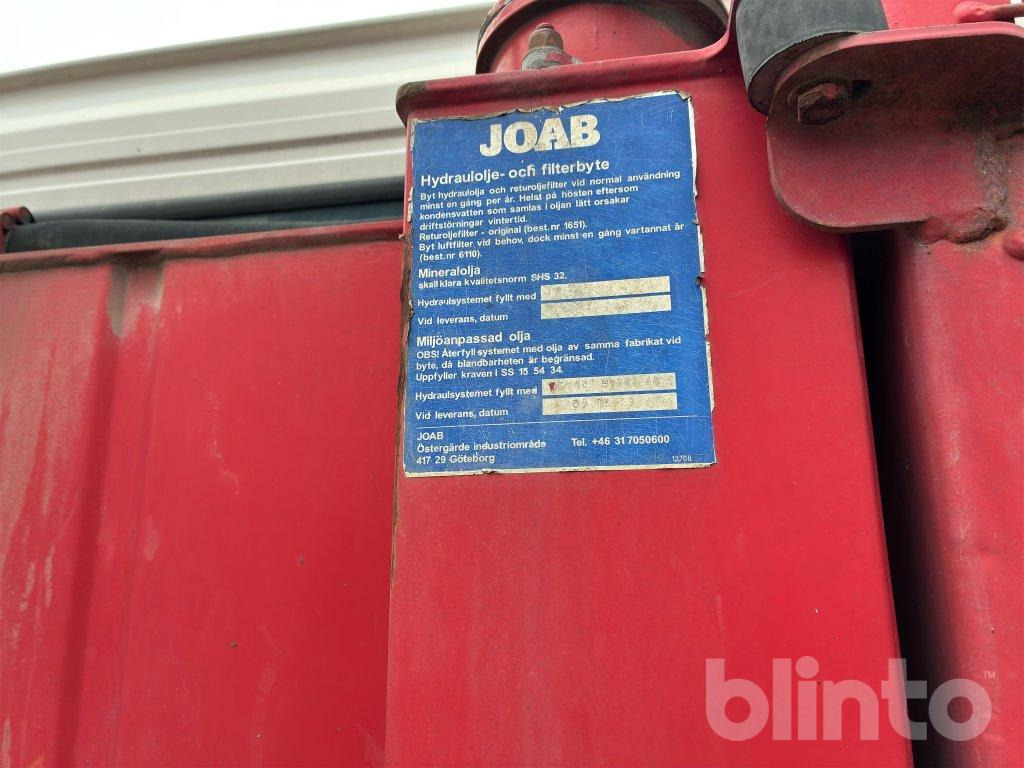 JOAB
Hydraulolje- och filterbyte
Byt hydraulolja och returoljefilter vid normal användning
minst en gång per år. Helst på hösten eftersom
kondensvatten som samlas i oljan lätt orsakar
driftstörningar vintertid.
Returoljefilter - original (best.nr 1651).
Byt luftfilter vid behov, dock minst en gång vartannat år
(best.nr 6110).
Mineralolja
skall klara kvalitetsnorm SHS 32.
Hydraulsystemet fyllt med
Vid leverans, datum
Miljöanpassad olja
OBS! Återfyll systemet med olja av samma fabrikat vid
byte, då blandbarheten är begränsad.
Uppfyller kraven i SS 15 54 34.
Hydraulsystemet fyllt med
Vid leverans, datum
JOAB
Östergärde industriområde Tel. +46 31 7050600
417 29 Göteborg
blinto™